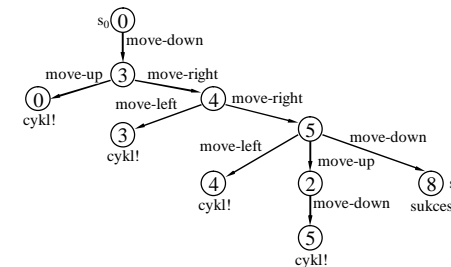 s₀ 0
move-down
move-up 3 move-right
0 move-left 4 move-right
cykl! 3 5
cykl! move-left move-down
move-up
4 2 8 s
cykl! move-down sukces
5
cykl!